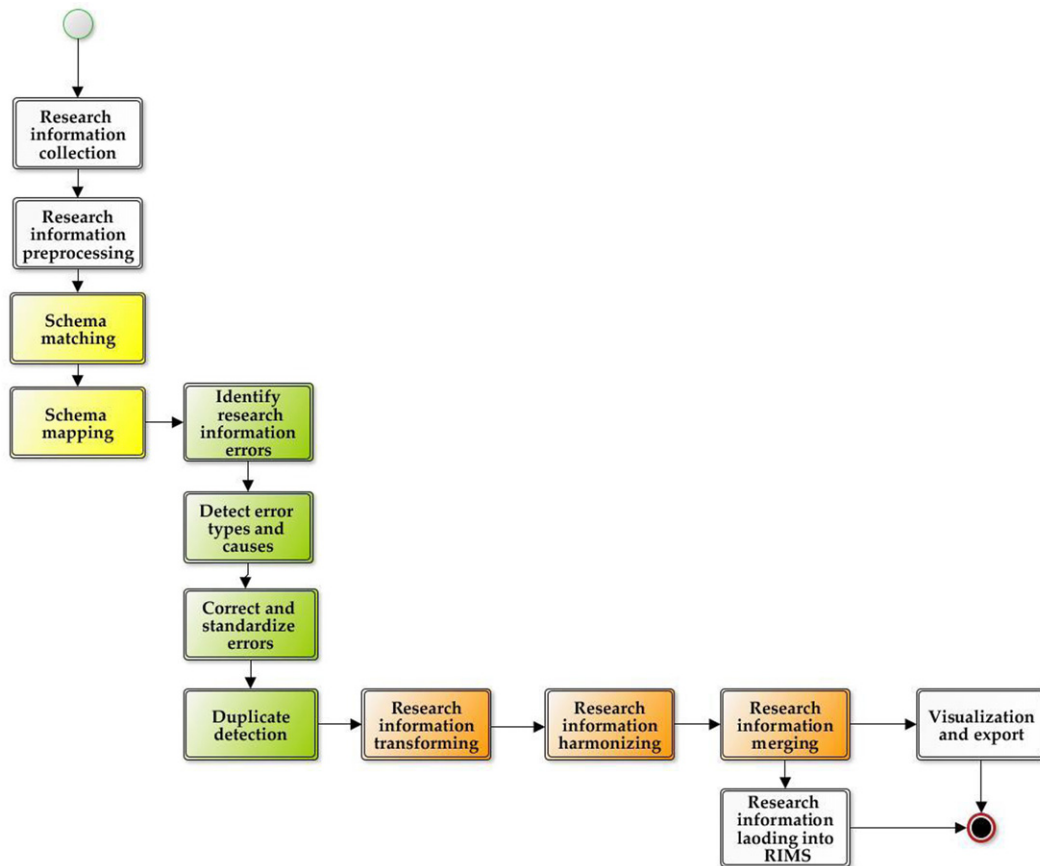 Research
information
collection
Research
information
preprocessing
Schema
matching
Schema
mapping
Identify
research
information
errors
Detect error
types and
causes
Correct and
standardize
errors
Duplicate
detection
Research
information
transforming
Research
information
harmonizing
Research
information
merging
Visualization
and export
Research
information
laoding into
RIMS